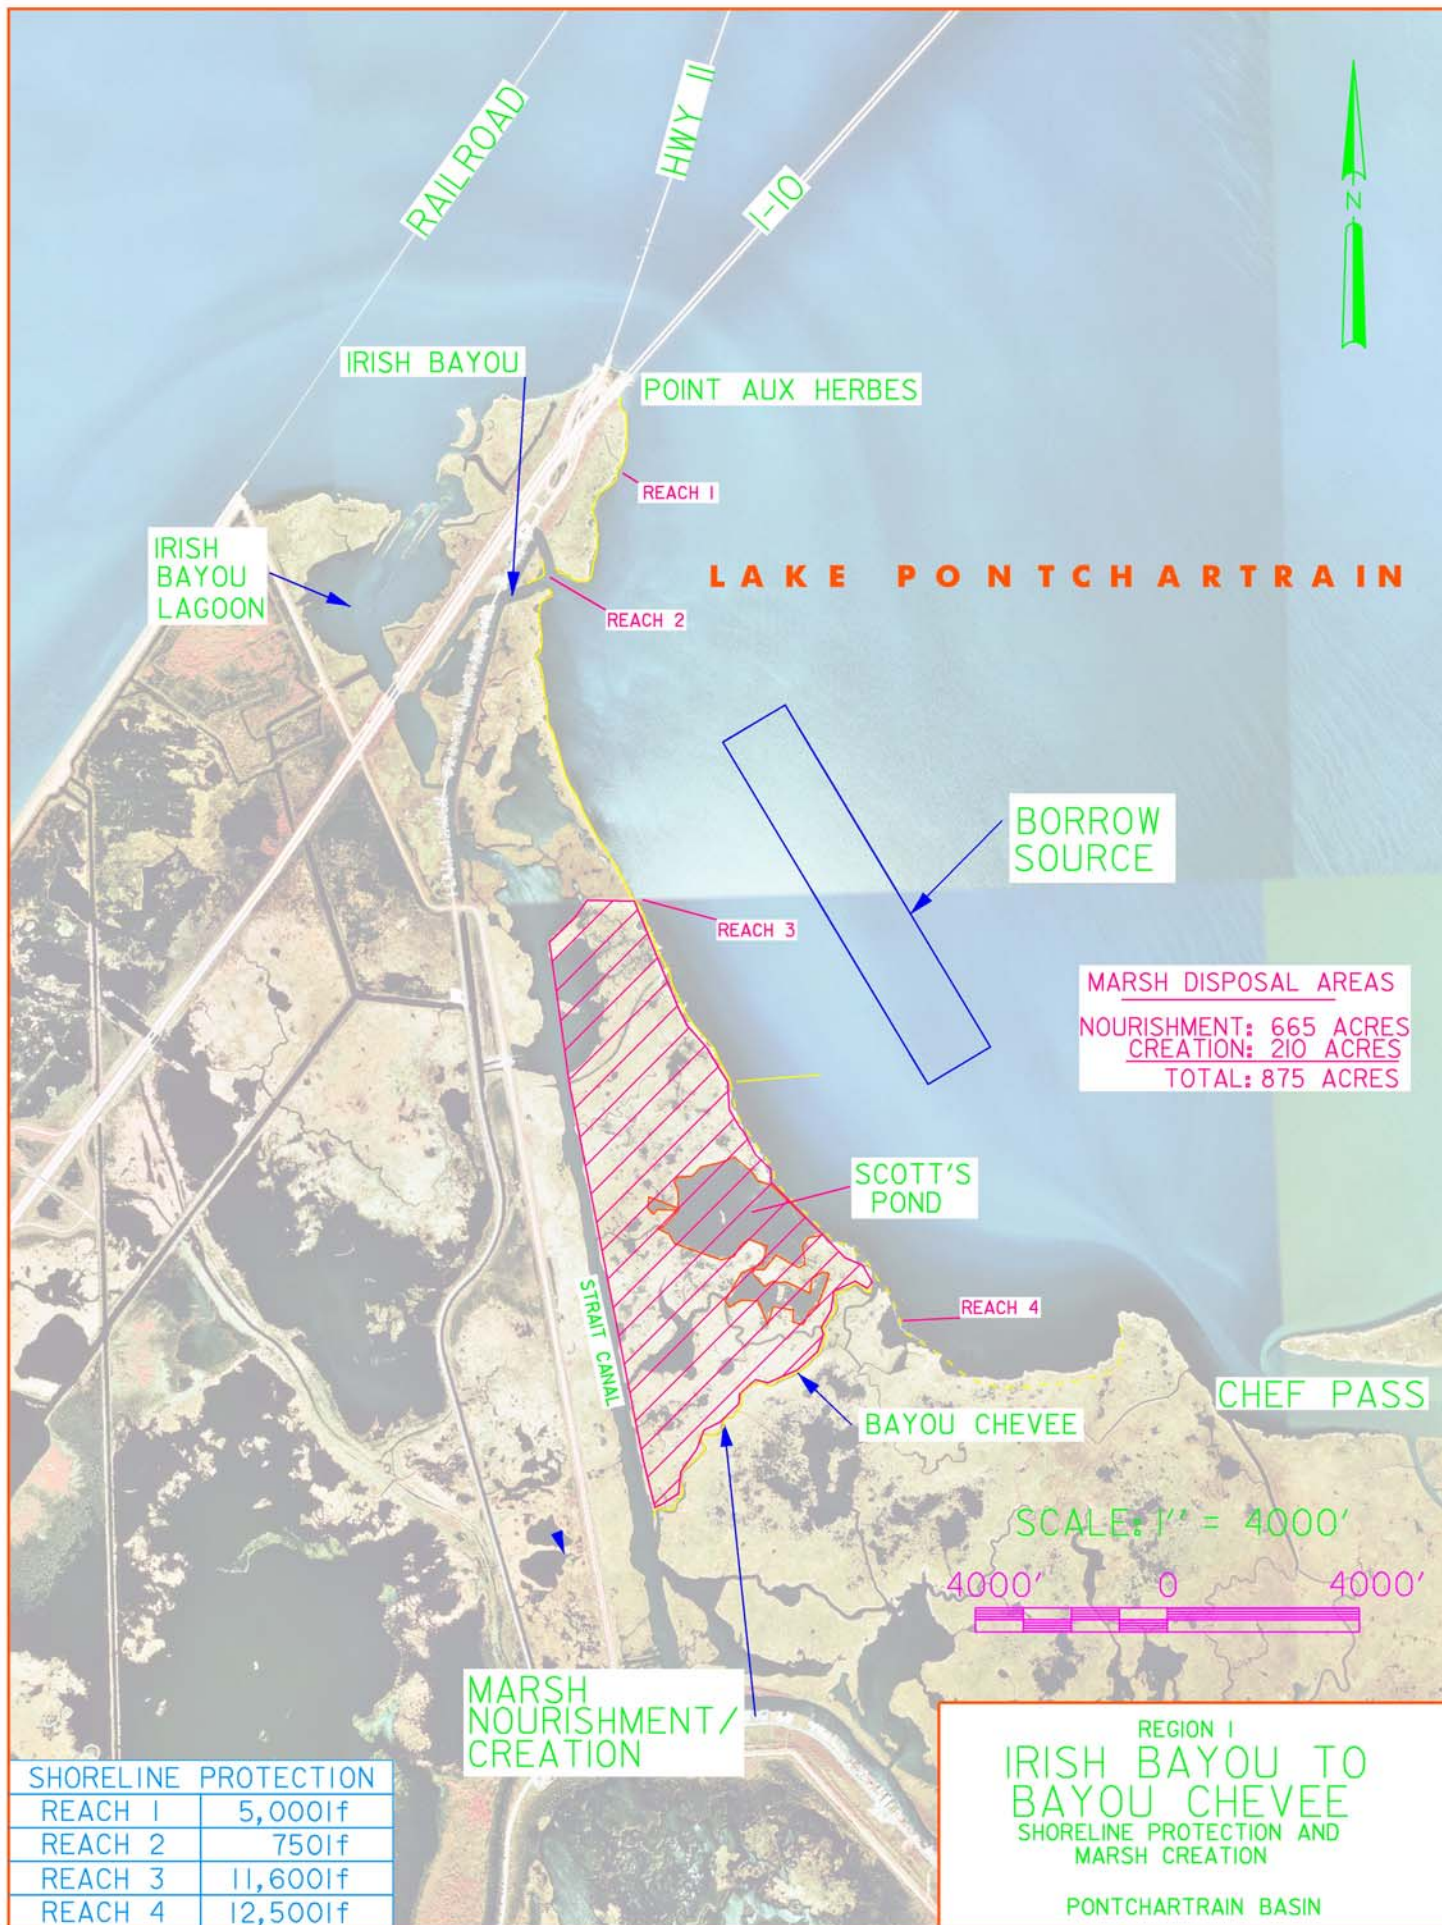 RAILROAD
HWY 11
I-10
N
IRISH BAYOU
POINT AUX HERBES
REACH 1
IRISH
BAYOU
LAGOON
LAKE PONTCHARTRAIN
REACH 2
BORROW
SOURCE
REACH 3
MARSH DISPOSAL AREAS
NOURISHMENT: 665 ACRES
CREATION: 210 ACRES
TOTAL: 875 ACRES
SCOTT'S
POND
STRAIT CANAL
REACH 4
CHEF PASS
BAYOU CHEVEE
SCALE: 1" = 4000'
4000' 0 4000'
MARSH
NOURISHMENT/
CREATION
SHORELINE PROTECTION
REACH 1 5,000lf
REACH 2 750lf
REACH 3 11,600lf
REACH 4 12,500lf
REGION 1
IRISH BAYOU TO
BAYOU CHEVEE
SHORELINE PROTECTION AND
MARSH CREATION
PONTCHARTRAIN BASIN